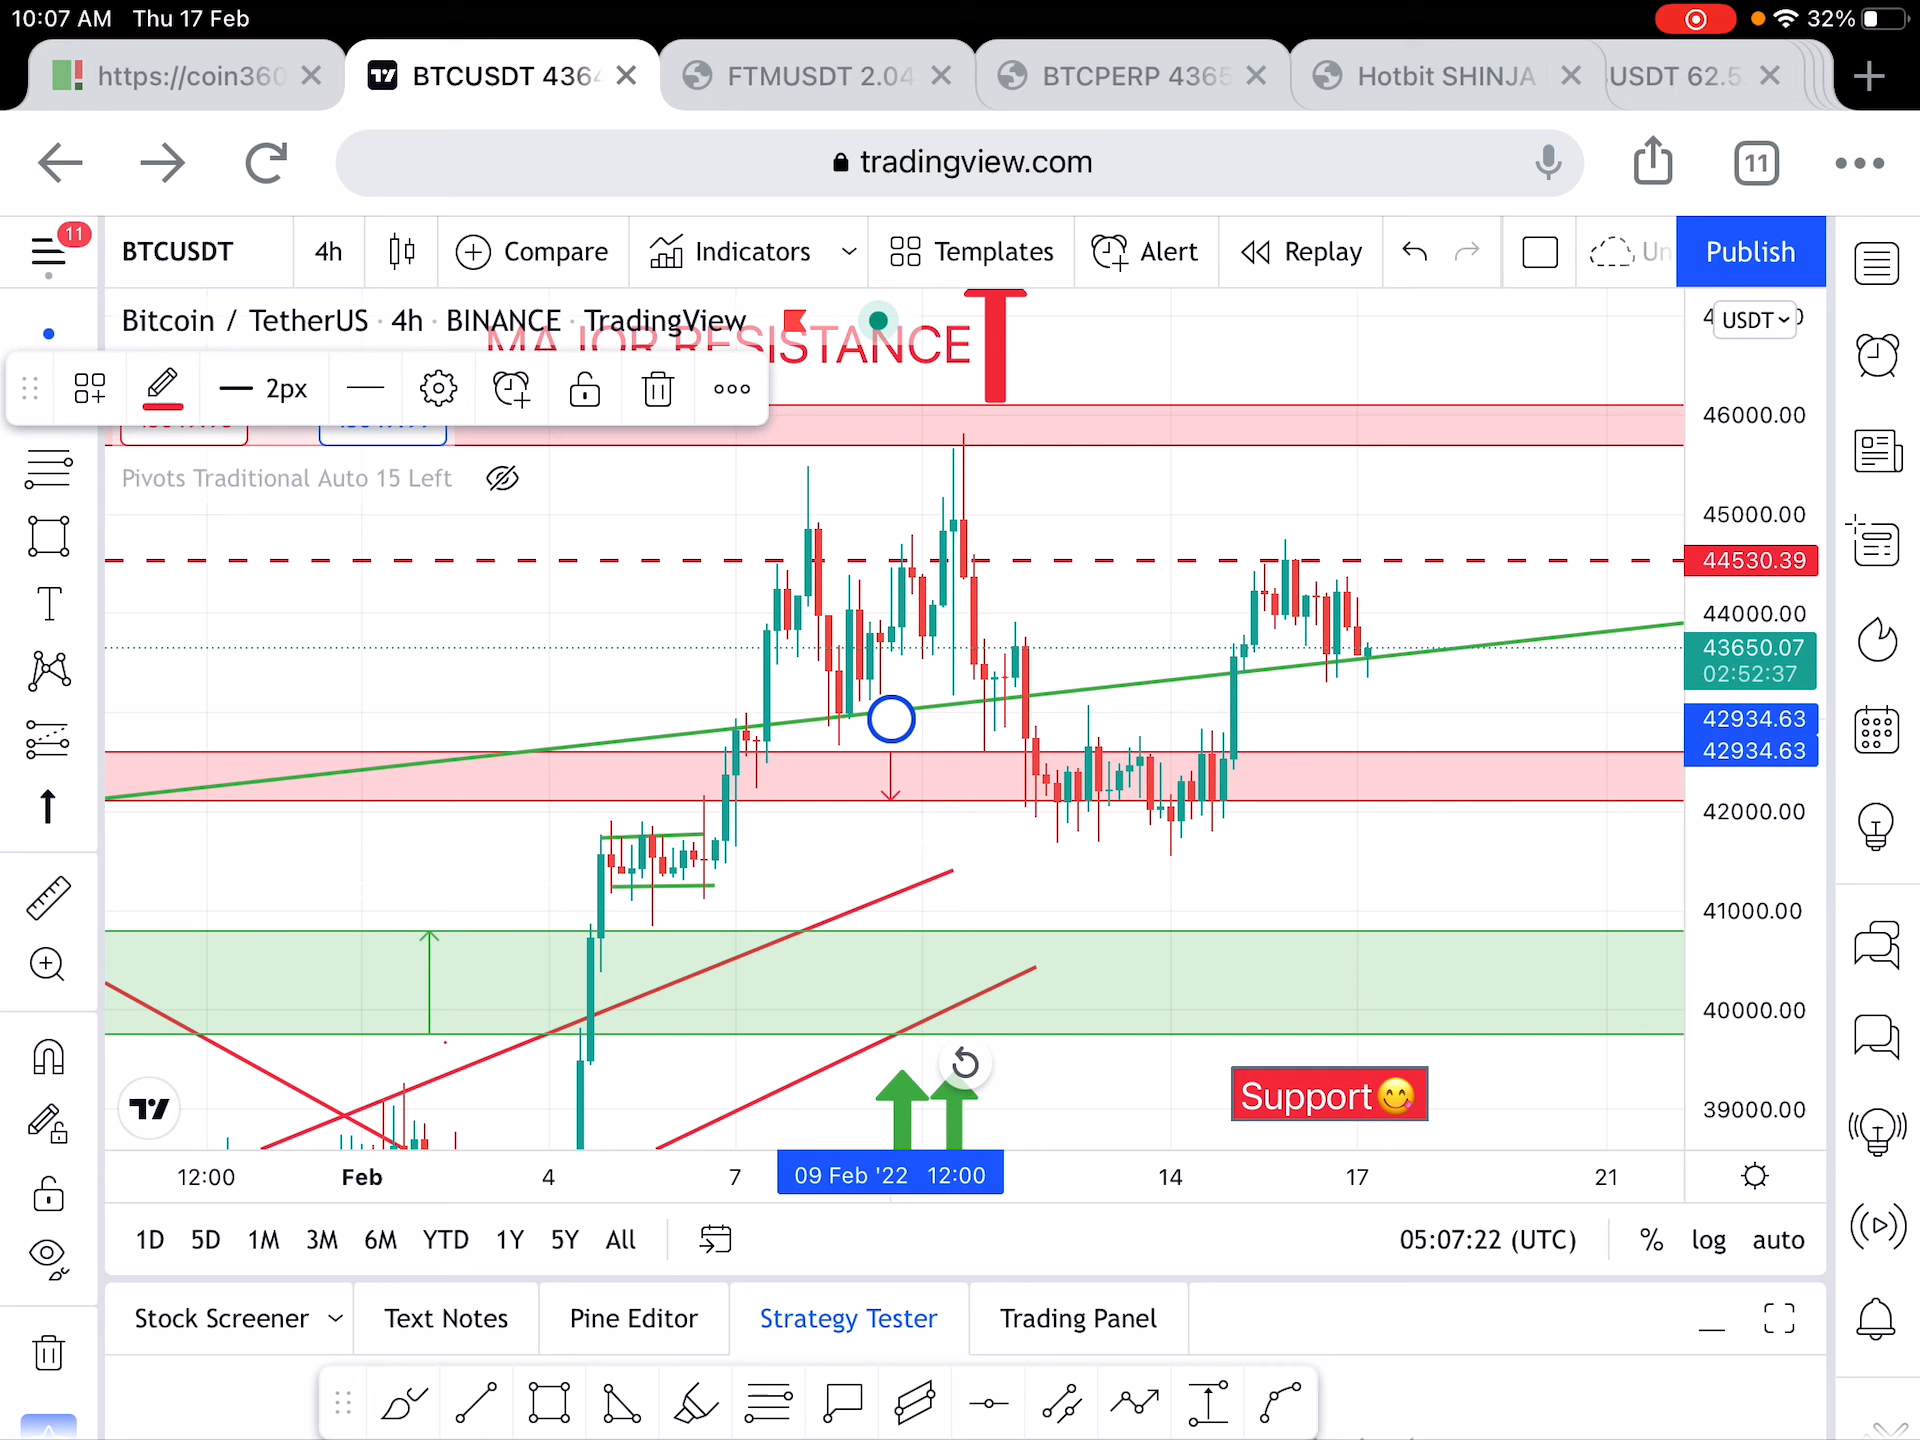 10:07 AM Thu 17 Feb
32%
https://coin360
BTCUSDT 4364
FTMUSDT 2.04
BTCPERP 4365
Hotbit SHINJA
USDT 62.5
tradingview.com
11
11
BTCUSDT
4h
Compare
Indicators
Templates
Alert
Replay
Un
Publish
Bitcoin / TetherUS · 4h · BINANCE · TradingView
MAJOR RESISTANCE
USDT
2px
46000.00
Pivots Traditional Auto 15 Left
45000.00
44530.39
44000.00
43650.07
02:52:37
42934.63
42934.63
42000.00
41000.00
40000.00
Support😋
39000.00
12:00 Feb 4 7 09 Feb '22 12:00 14 17 21
1D 5D 1M 3M 6M YTD 1Y 5Y All
05:07:22 (UTC)
% log auto
Stock Screener
Text Notes
Pine Editor
Strategy Tester
Trading Panel